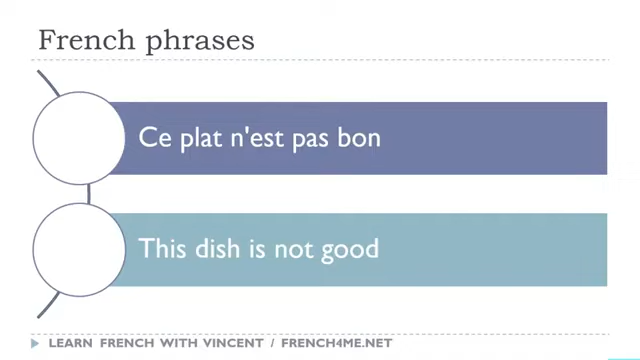 French phrases
Ce plat n'est pas bon
This dish is not good
LEARN FRENCH WITH VINCENT / FRENCH4ME.NET